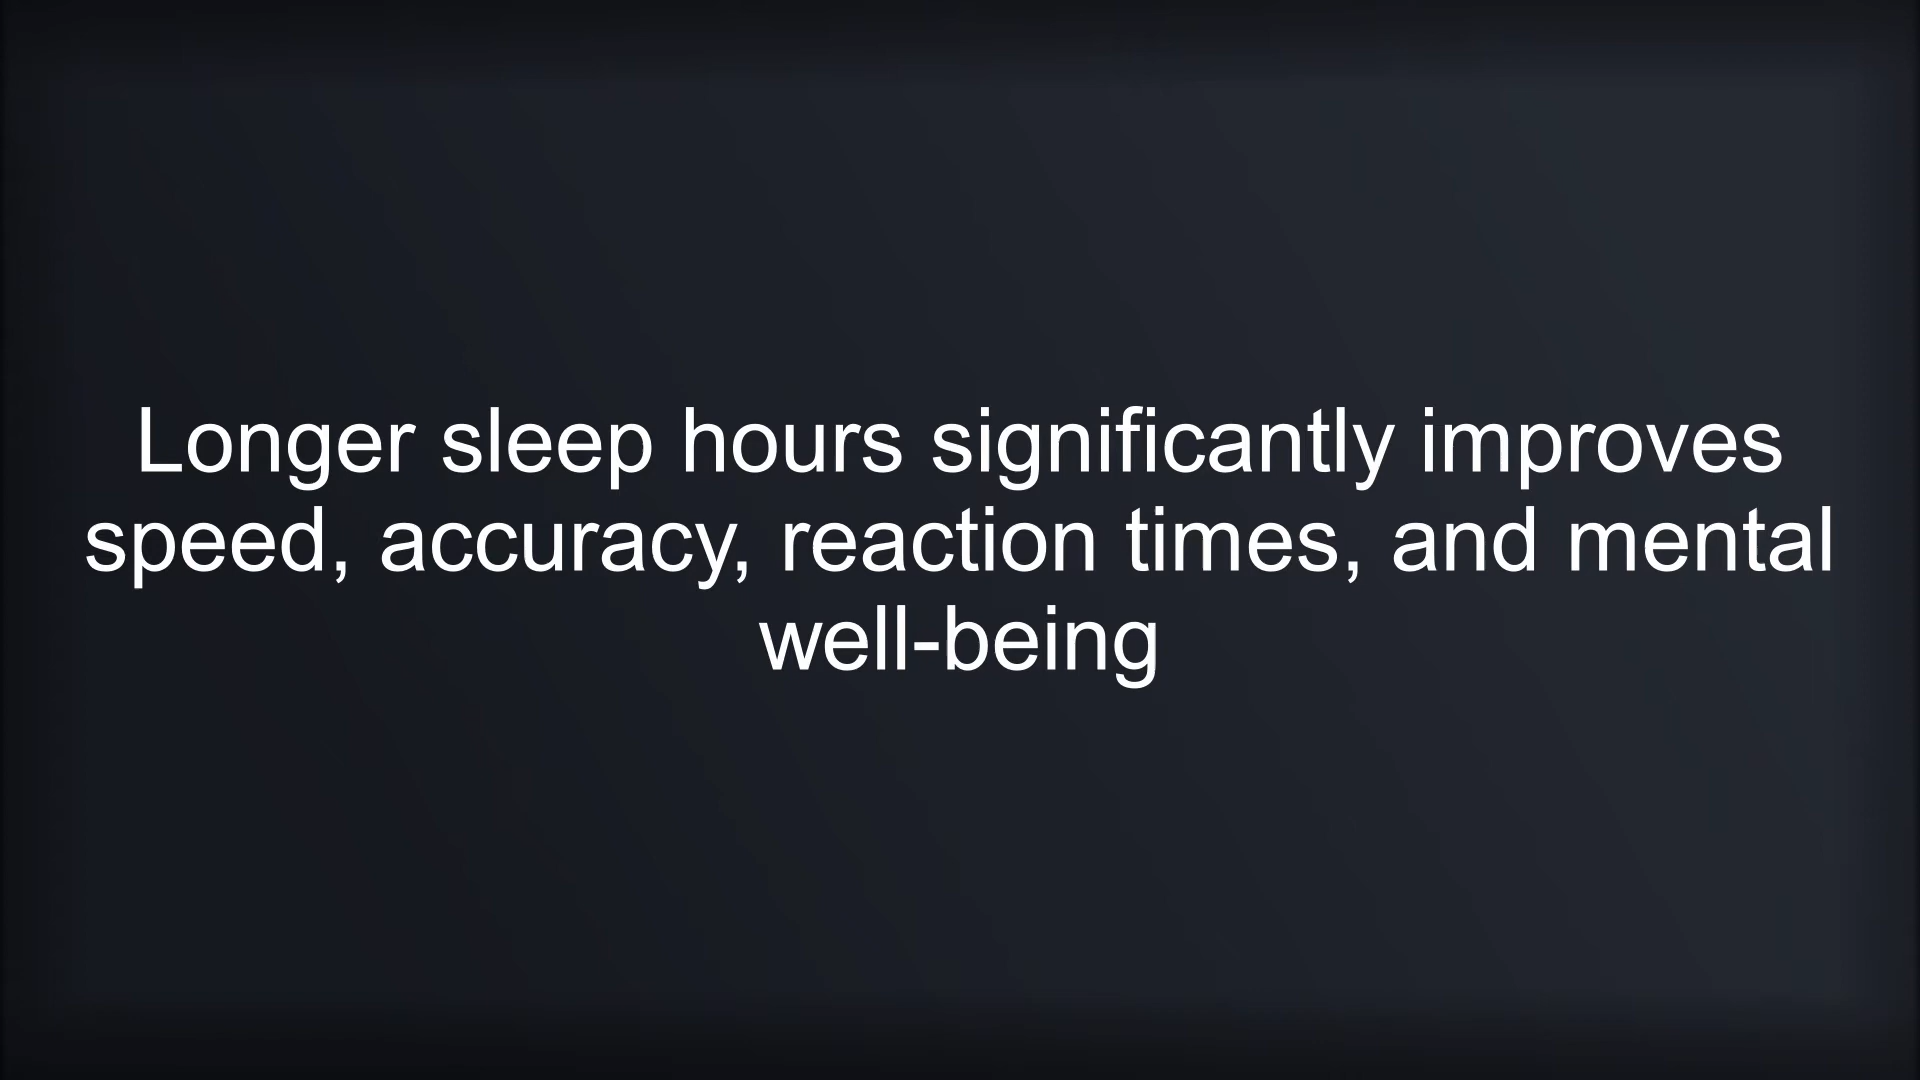 Longer sleep hours significantly improves
speed, accuracy, reaction times, and mental
well-being